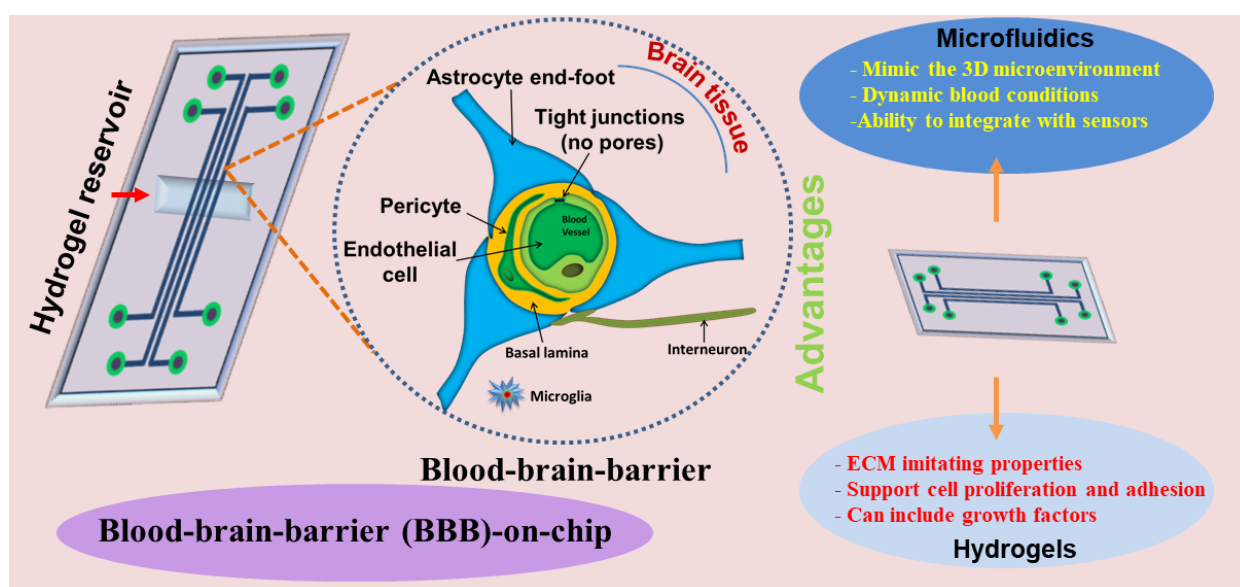 Hydrogel reservoir
Astrocyte end-foot
Brain tissue
Tight junctions
(no pores)
Pericyte
Blood
Vessel
Endothelial
cell
Basal lamina
Interneuron
Microglia
Blood-brain-barrier
Blood-brain-barrier (BBB)-on-chip
Advantages
Microfluidics
- Mimic the 3D microenvironment
- Dynamic blood conditions
-Ability to integrate with sensors
- ECM imitating properties
- Support cell proliferation and adhesion
- Can include growth factors
Hydrogels